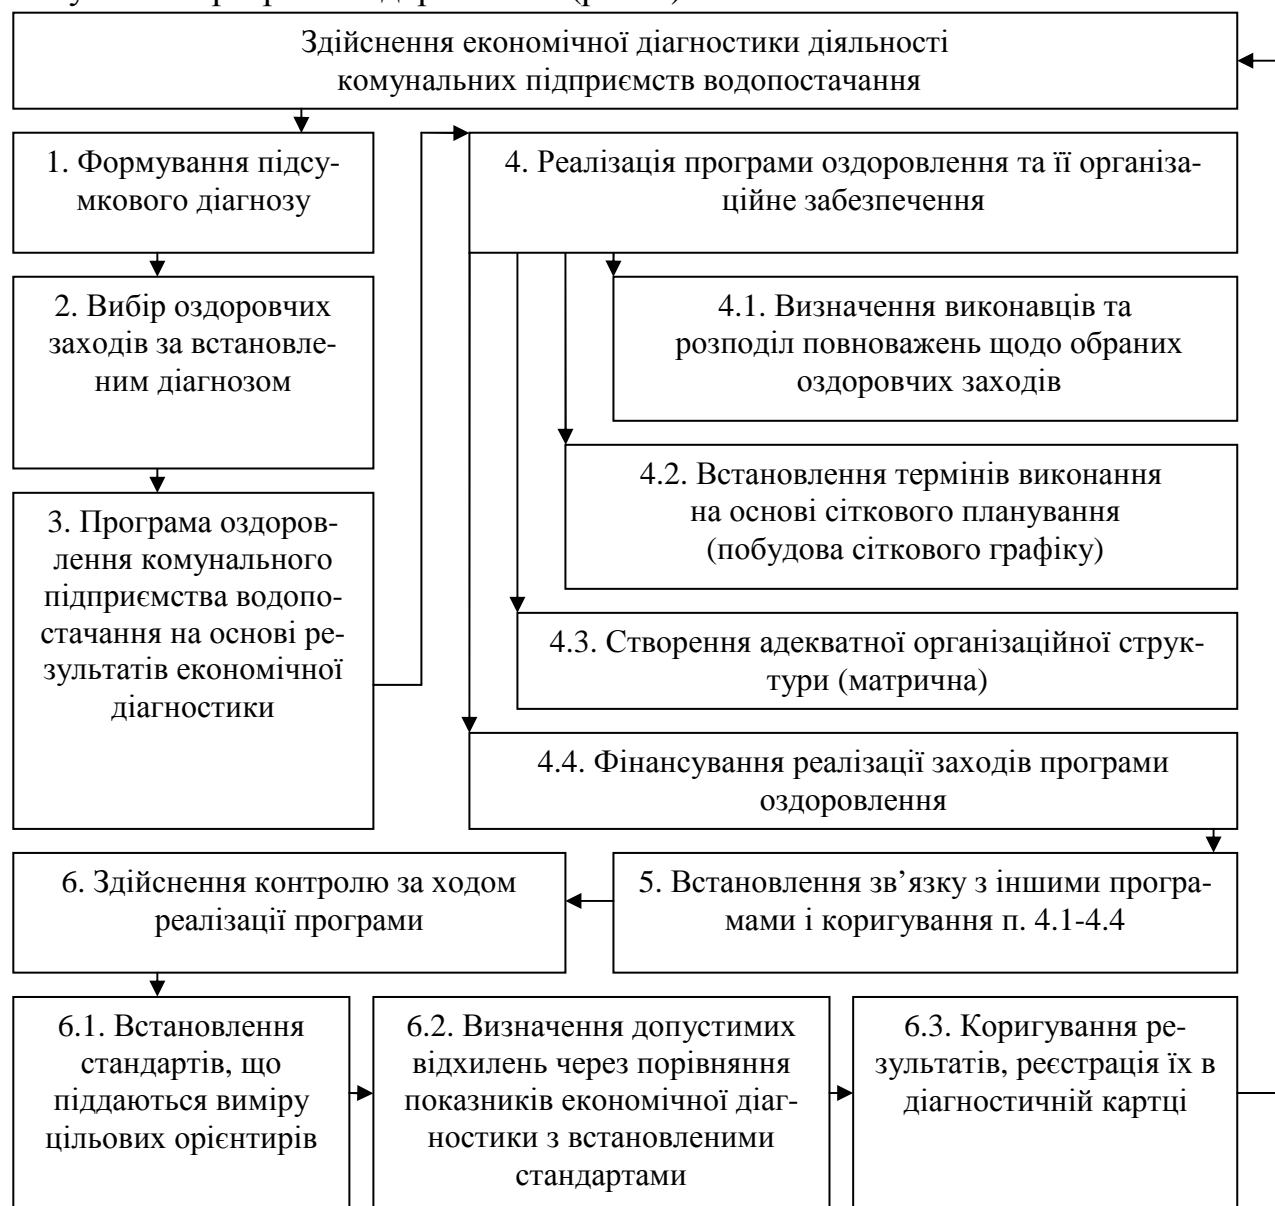 Здійснення економічної діагностики діяльності
комунальних підприємств водопостачання
1. Формування підсу-
мкового діагнозу
2. Вибір оздоровчих
заходів за встановле-
ним діагнозом
3. Програма оздоров-
лення комунального
підприємства водопо-
стачання на основі ре-
зультатів економічної
діагностики
4. Реалізація програми оздоровлення та її організа-
ційне забезпечення
4.1. Визначення виконавців та
розподіл повноважень щодо обраних
оздоровчих заходів
4.2. Встановлення термінів виконання
на основі сіткового планування
(побудова сіткового графіку)
4.3. Створення адекватної організаційної струк-
тури (матрична)
4.4. Фінансування реалізації заходів програми
оздоровлення
5. Встановлення зв’язку з іншими програ-
мами і коригування п. 4.1-4.4
6. Здійснення контролю за ходом
реалізації програми
6.1. Встановлення
стандартів, що
піддаються виміру
цільових орієнтирів
6.2. Визначення допустимих
відхилень через порівняння
показників економічної діаг-
ностики з встановленими
стандартами
6.3. Коригування ре-
зультатів, реєстрація їх в
діагностичній картці